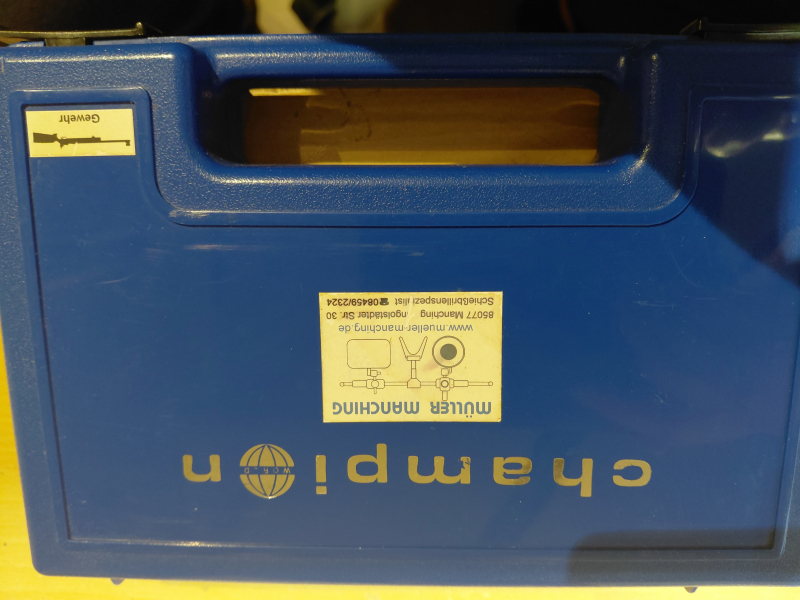 champion
WORLD
MÜLLER MANCHING
www.mueller-manching.de
85077 Manching Ingolstädter Str. 30
Schießbrillenspezialist ☎08459/2324
Gewehr